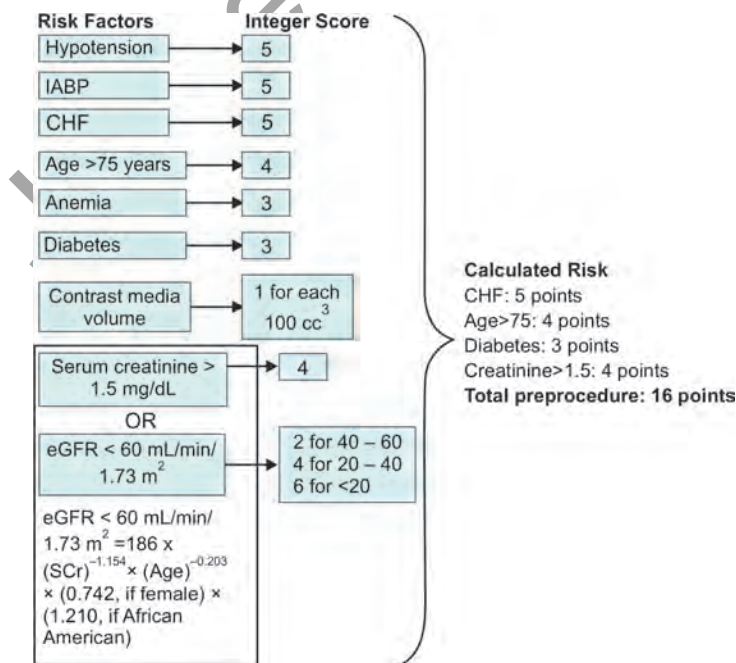 Risk Factors Integer Score
Hypotension 5
IABP 5
CHF 5
Age >75 years 4
Anemia 3
Diabetes 3
Contrast media
volume
1 for each
100 cc³
Serum creatinine >
1.5 mg/dL
4
OR
eGFR < 60 mL/min/
1.73 m²
2 for 40 – 60
4 for 20 – 40
6 for <20
eGFR < 60 mL/min/
1.73 m² =186 x
(SCr)⁻¹·¹⁵⁴ × (Age)⁻⁰·²⁰³
× (0.742, if female) ×
(1.210, if African
American)
Calculated Risk
CHF: 5 points
Age>75: 4 points
Diabetes: 3 points
Creatinine>1.5: 4 points
Total preprocedure: 16 points